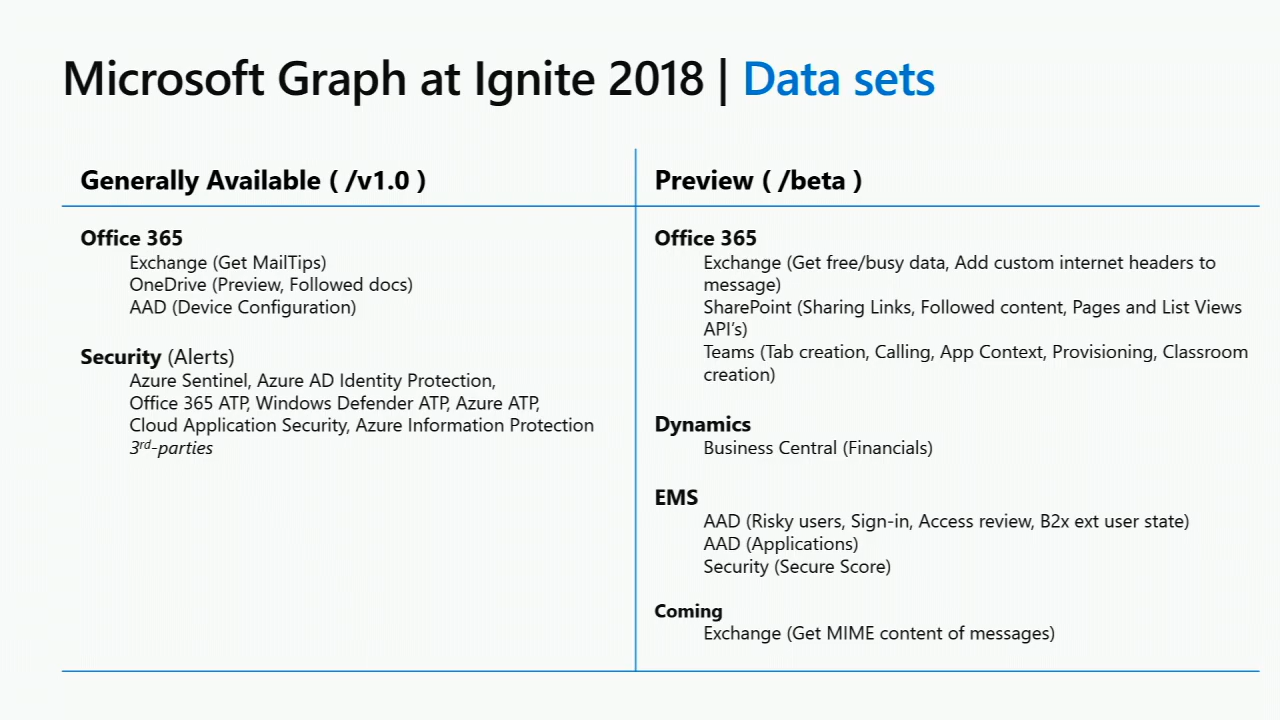 Microsoft Graph at Ignite 2018 | Data sets
Generally Available ( /v1.0 )
Office 365
Exchange (Get MailTips)
OneDrive (Preview, Followed docs)
AAD (Device Configuration)
Security (Alerts)
Azure Sentinel, Azure AD Identity Protection,
Office 365 ATP, Windows Defender ATP, Azure ATP,
Cloud Application Security, Azure Information Protection
3rd-parties
Preview ( /beta )
Office 365
Exchange (Get free/busy data, Add custom internet headers to
message)
SharePoint (Sharing Links, Followed content, Pages and List Views
API's)
Teams (Tab creation, Calling, App Context, Provisioning, Classroom
creation)
Dynamics
Business Central (Financials)
EMS
AAD (Risky users, Sign-in, Access review, B2x ext user state)
AAD (Applications)
Security (Secure Score)
Coming
Exchange (Get MIME content of messages)